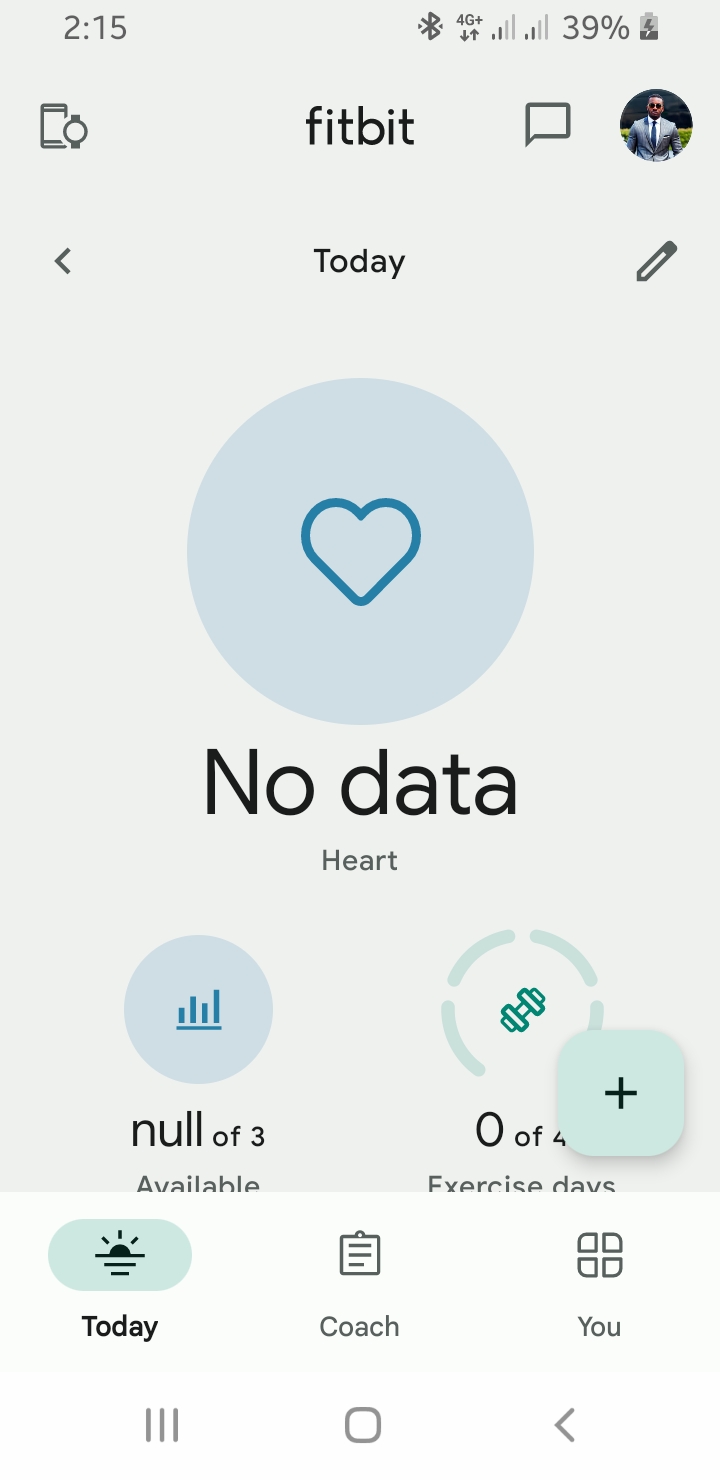 2:15 4G+ 39%
fitbit
Today
No data
Heart
null of 3 0 of 4
Available Exercise days
Today Coach You